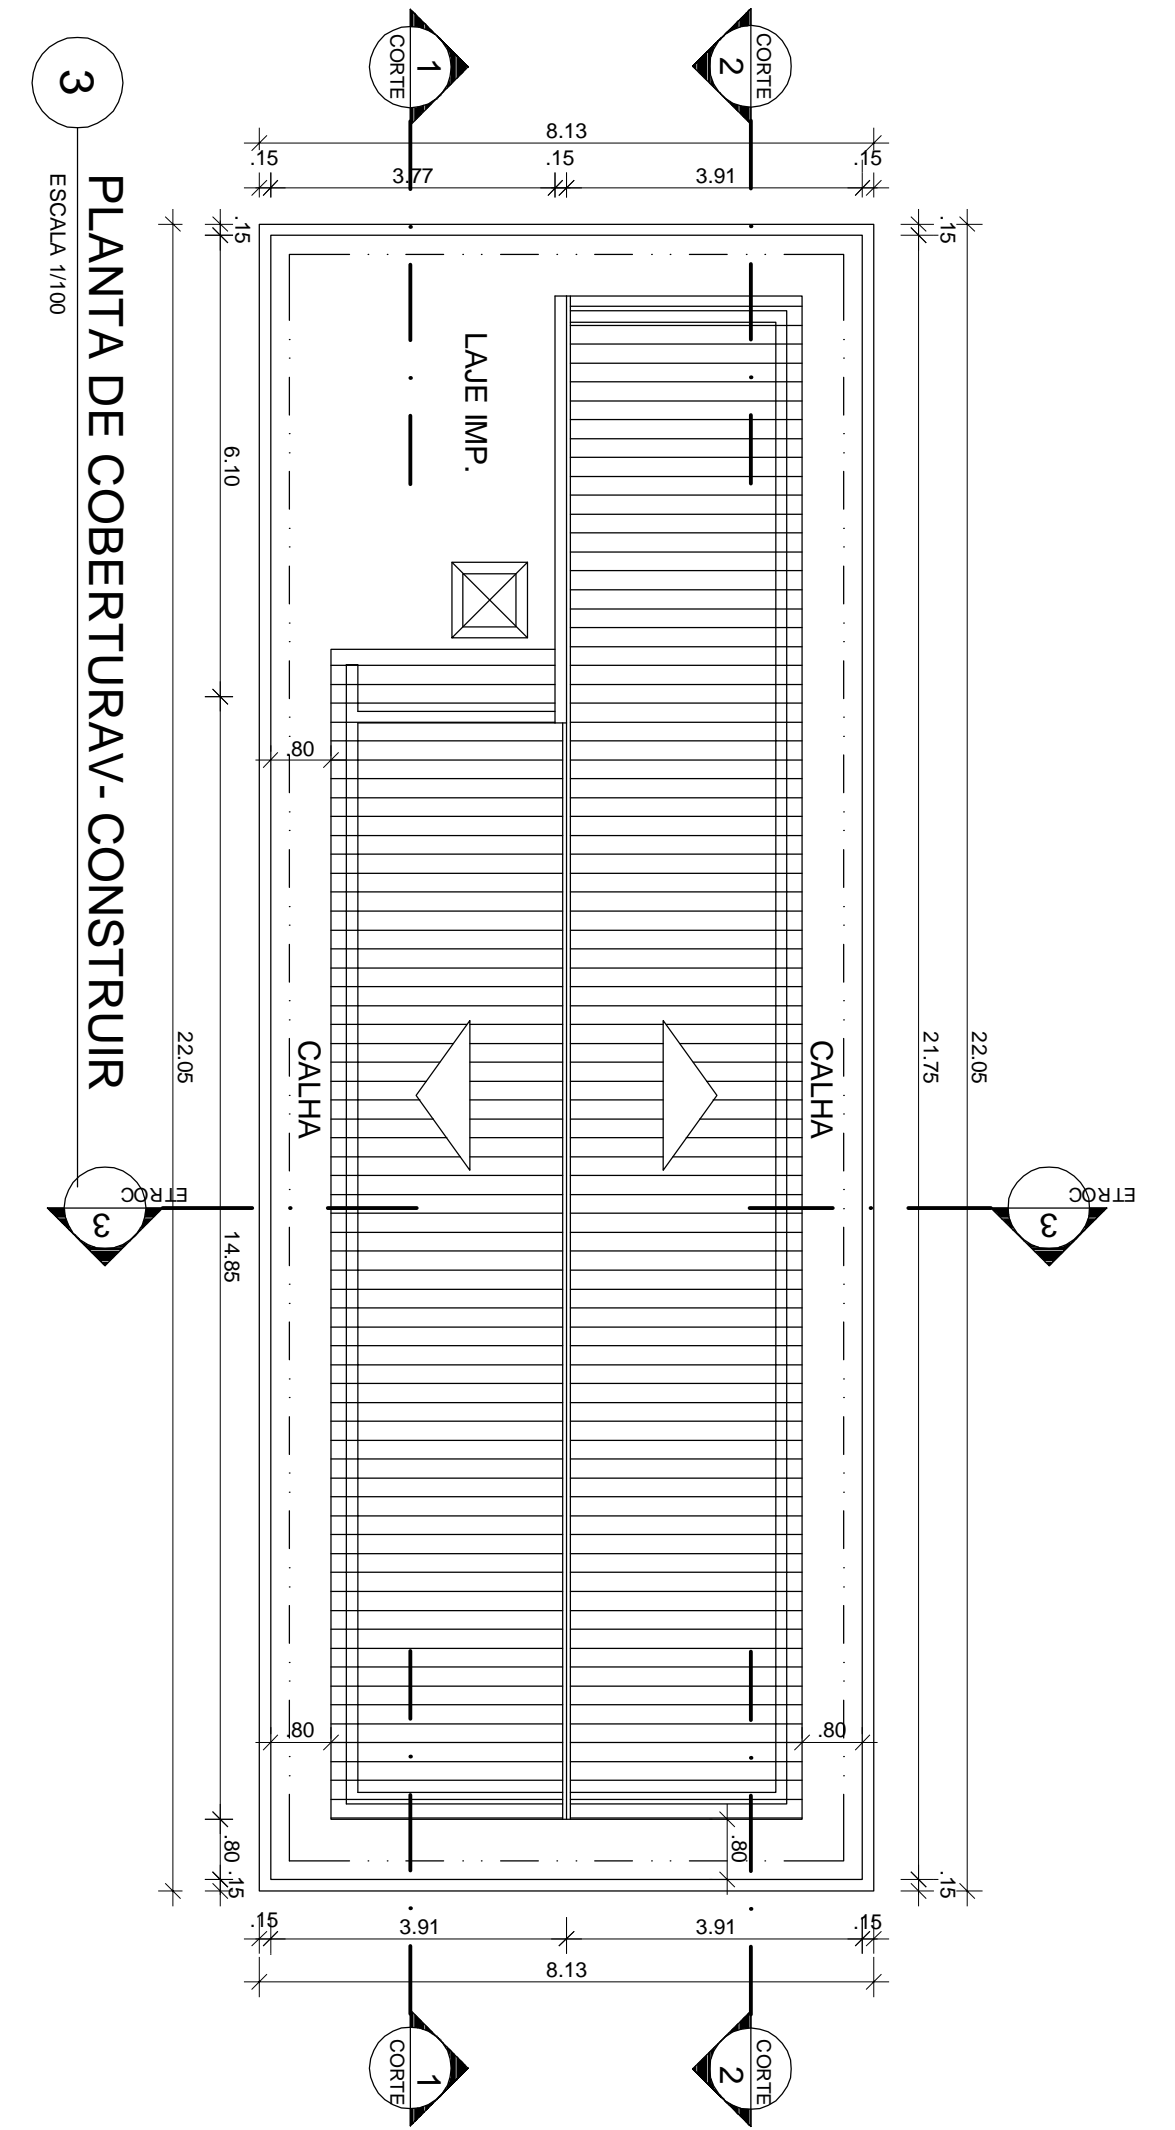 CORTE
1
CORTE
2
8.13
.15
.15
.15
3.77
3.91
3
PLANTA DE COBERTURAV- CONSTRUIR
ESCALA 1/100
.15
.15
LAJE IMP.
6.10
.80
22.05
21.75
22.05
CALHA
CALHA
CORTE
3
CORTE
3
14.85
.80
.80
.80
.80
.15
.15
.15
3.91
3.91
.15
8.13
CORTE
1
CORTE
2